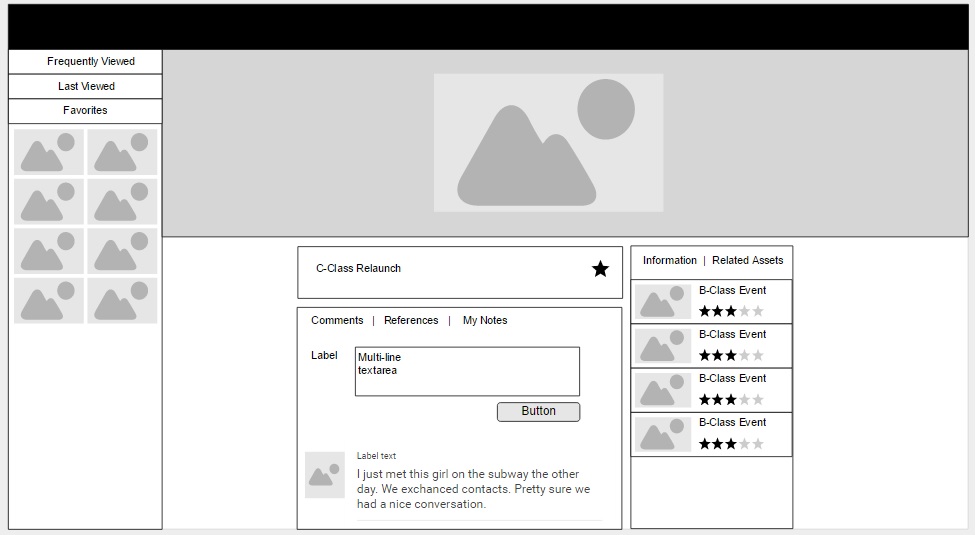 Frequently Viewed
Last Viewed
Favorites
C-Class Relaunch
Comments | References | My Notes
Label
Multi-line
textarea
Button
Label text
I just met this girl on the subway the other
day. We exchanced contacts. Pretty sure we
had a nice conversation.
Information | Related Assets
B-Class Event
B-Class Event
B-Class Event
B-Class Event